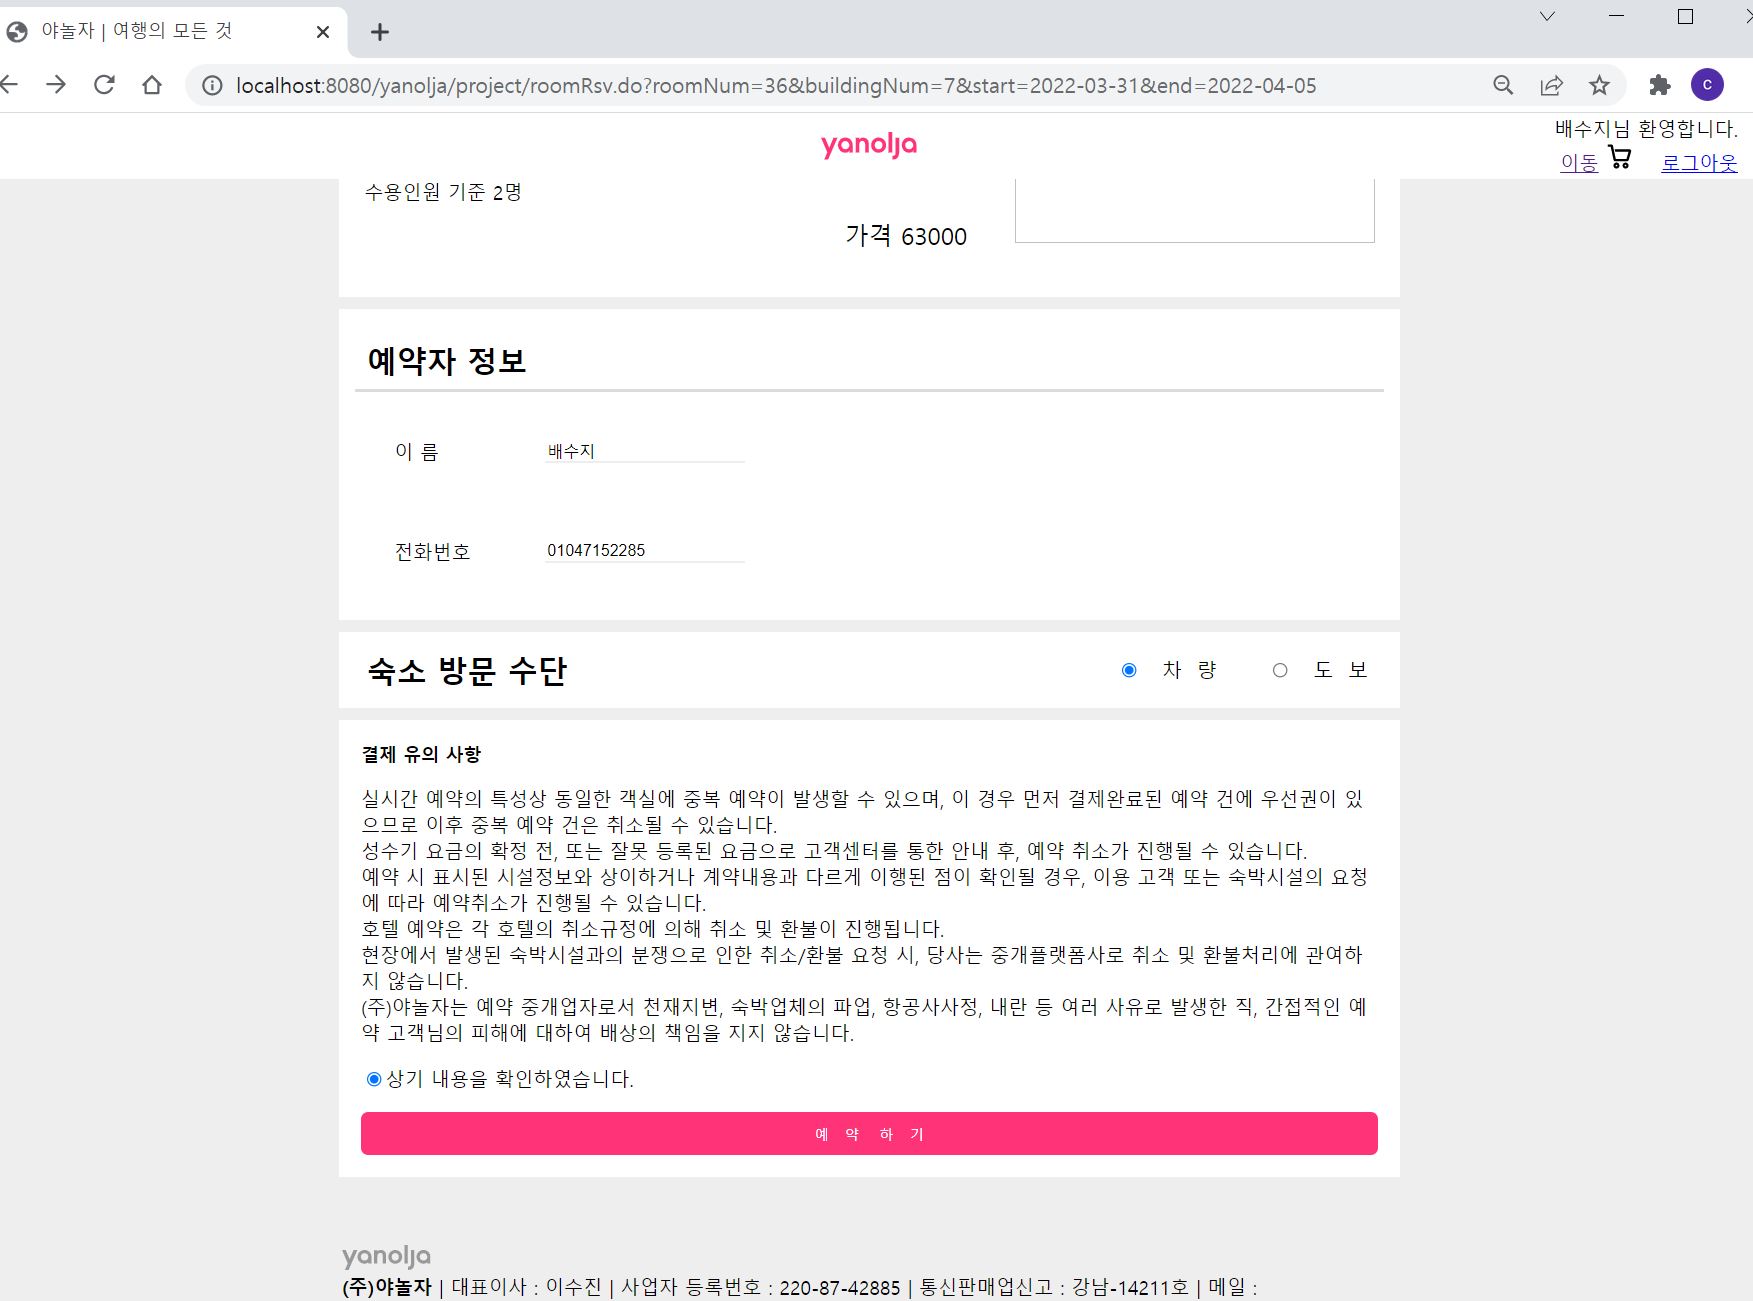 야놀자 | 여행의 모든 것
localhost:8080/yanolja/project/roomRsv.do?roomNum=36&buildingNum=7&start=2022-03-31&end=2022-04-05
C
yanolja
배수지님 환영합니다.
이동 로그아웃
수용인원 기준 2명
가격 63000
예약자 정보
이 름 배수지
전화번호 01047152285
숙소 방문 수단 차 량 도 보
결제 유의 사항
실시간 예약의 특성상 동일한 객실에 중복 예약이 발생할 수 있으며, 이 경우 먼저 결제완료된 예약 건에 우선권이 있
으므로 이후 중복 예약 건은 취소될 수 있습니다.
성수기 요금의 확정 전, 또는 잘못 등록된 요금으로 고객센터를 통한 안내 후, 예약 취소가 진행될 수 있습니다.
예약 시 표시된 시설정보와 상이하거나 계약내용과 다르게 이행된 점이 확인될 경우, 이용 고객 또는 숙박시설의 요청
에 따라 예약취소가 진행될 수 있습니다.
호텔 예약은 각 호텔의 취소규정에 의해 취소 및 환불이 진행됩니다.
현장에서 발생된 숙박시설과의 분쟁으로 인한 취소/환불 요청 시, 당사는 중개플랫폼사로 취소 및 환불처리에 관여하
지 않습니다.
(주)야놀자는 예약 중개업자로서 천재지변, 숙박업체의 파업, 항공사사정, 내란 등 여러 사유로 발생한 직, 간접적인 예
약 고객님의 피해에 대하여 배상의 책임을 지지 않습니다.
상기 내용을 확인하였습니다.
예 약 하 기
yanolja
(주)야놀자 | 대표이사 : 이수진 | 사업자 등록번호 : 220-87-42885 | 통신판매업신고 : 강남-14211호 | 메일 :